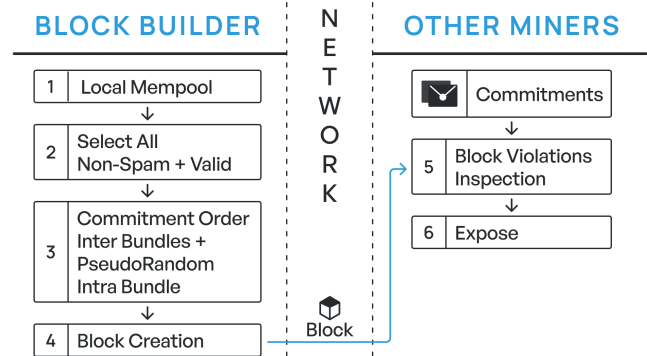 BLOCK BUILDER
1 Local Mempool
2 Select All
Non-Spam + Valid
3 Commitment Order
Inter Bundles +
PseudoRandom
Intra Bundle
4 Block Creation
NETWORK
Block
OTHER MINERS
Commitments
5 Block Violations
Inspection
6 Expose